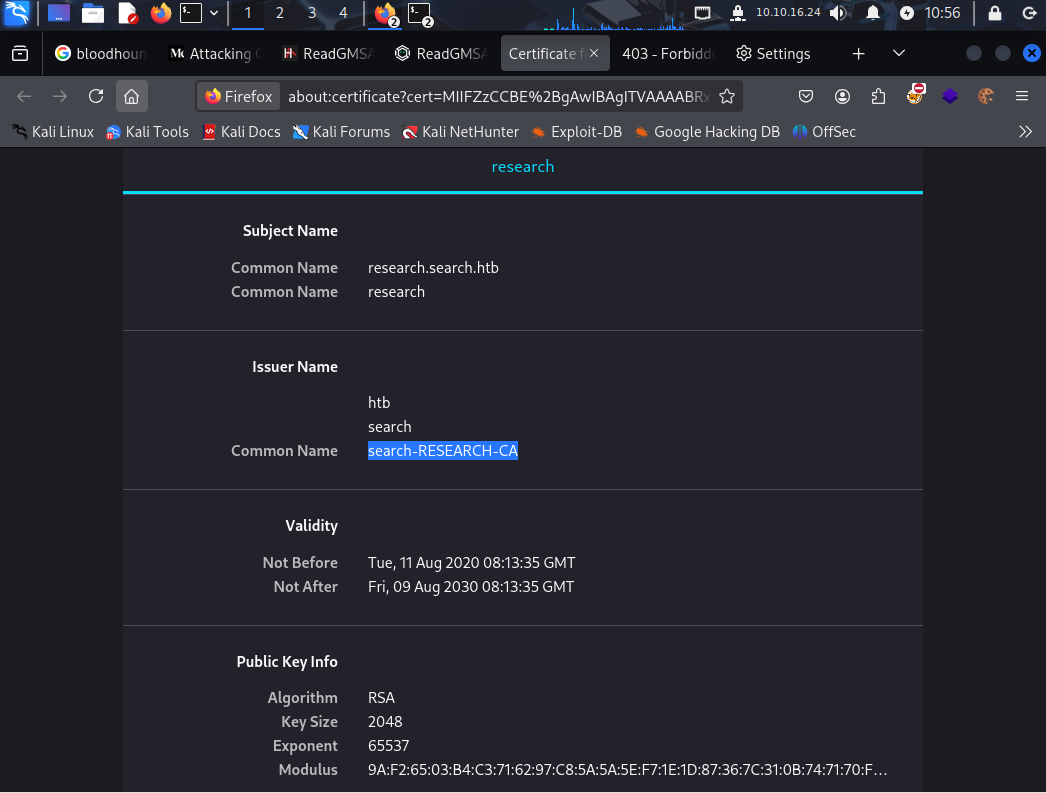 1 2 3 4 2 2 10.10.16.24 10:56
bloodhoun Attacking ReadGMSA ReadGMSA Certificate f 403 - Forbidde Settings
Firefox about:certificate?cert=MIIFZzCCBE%2BgAwIBAgITVAAAABRx
Kali Linux Kali Tools Kali Docs Kali Forums Kali NetHunter Exploit-DB Google Hacking DB OffSec
research
Subject Name
Common Name research.search.htb
Common Name research
Issuer Name
htb
search
Common Name search-RESEARCH-CA
Validity
Not Before Tue, 11 Aug 2020 08:13:35 GMT
Not After Fri, 09 Aug 2030 08:13:35 GMT
Public Key Info
Algorithm RSA
Key Size 2048
Exponent 65537
Modulus 9A:F2:65:03:B4:C3:71:62:97:C8:5A:5A:5E:F7:1E:1D:87:36:7C:31:0B:74:71:70:F…